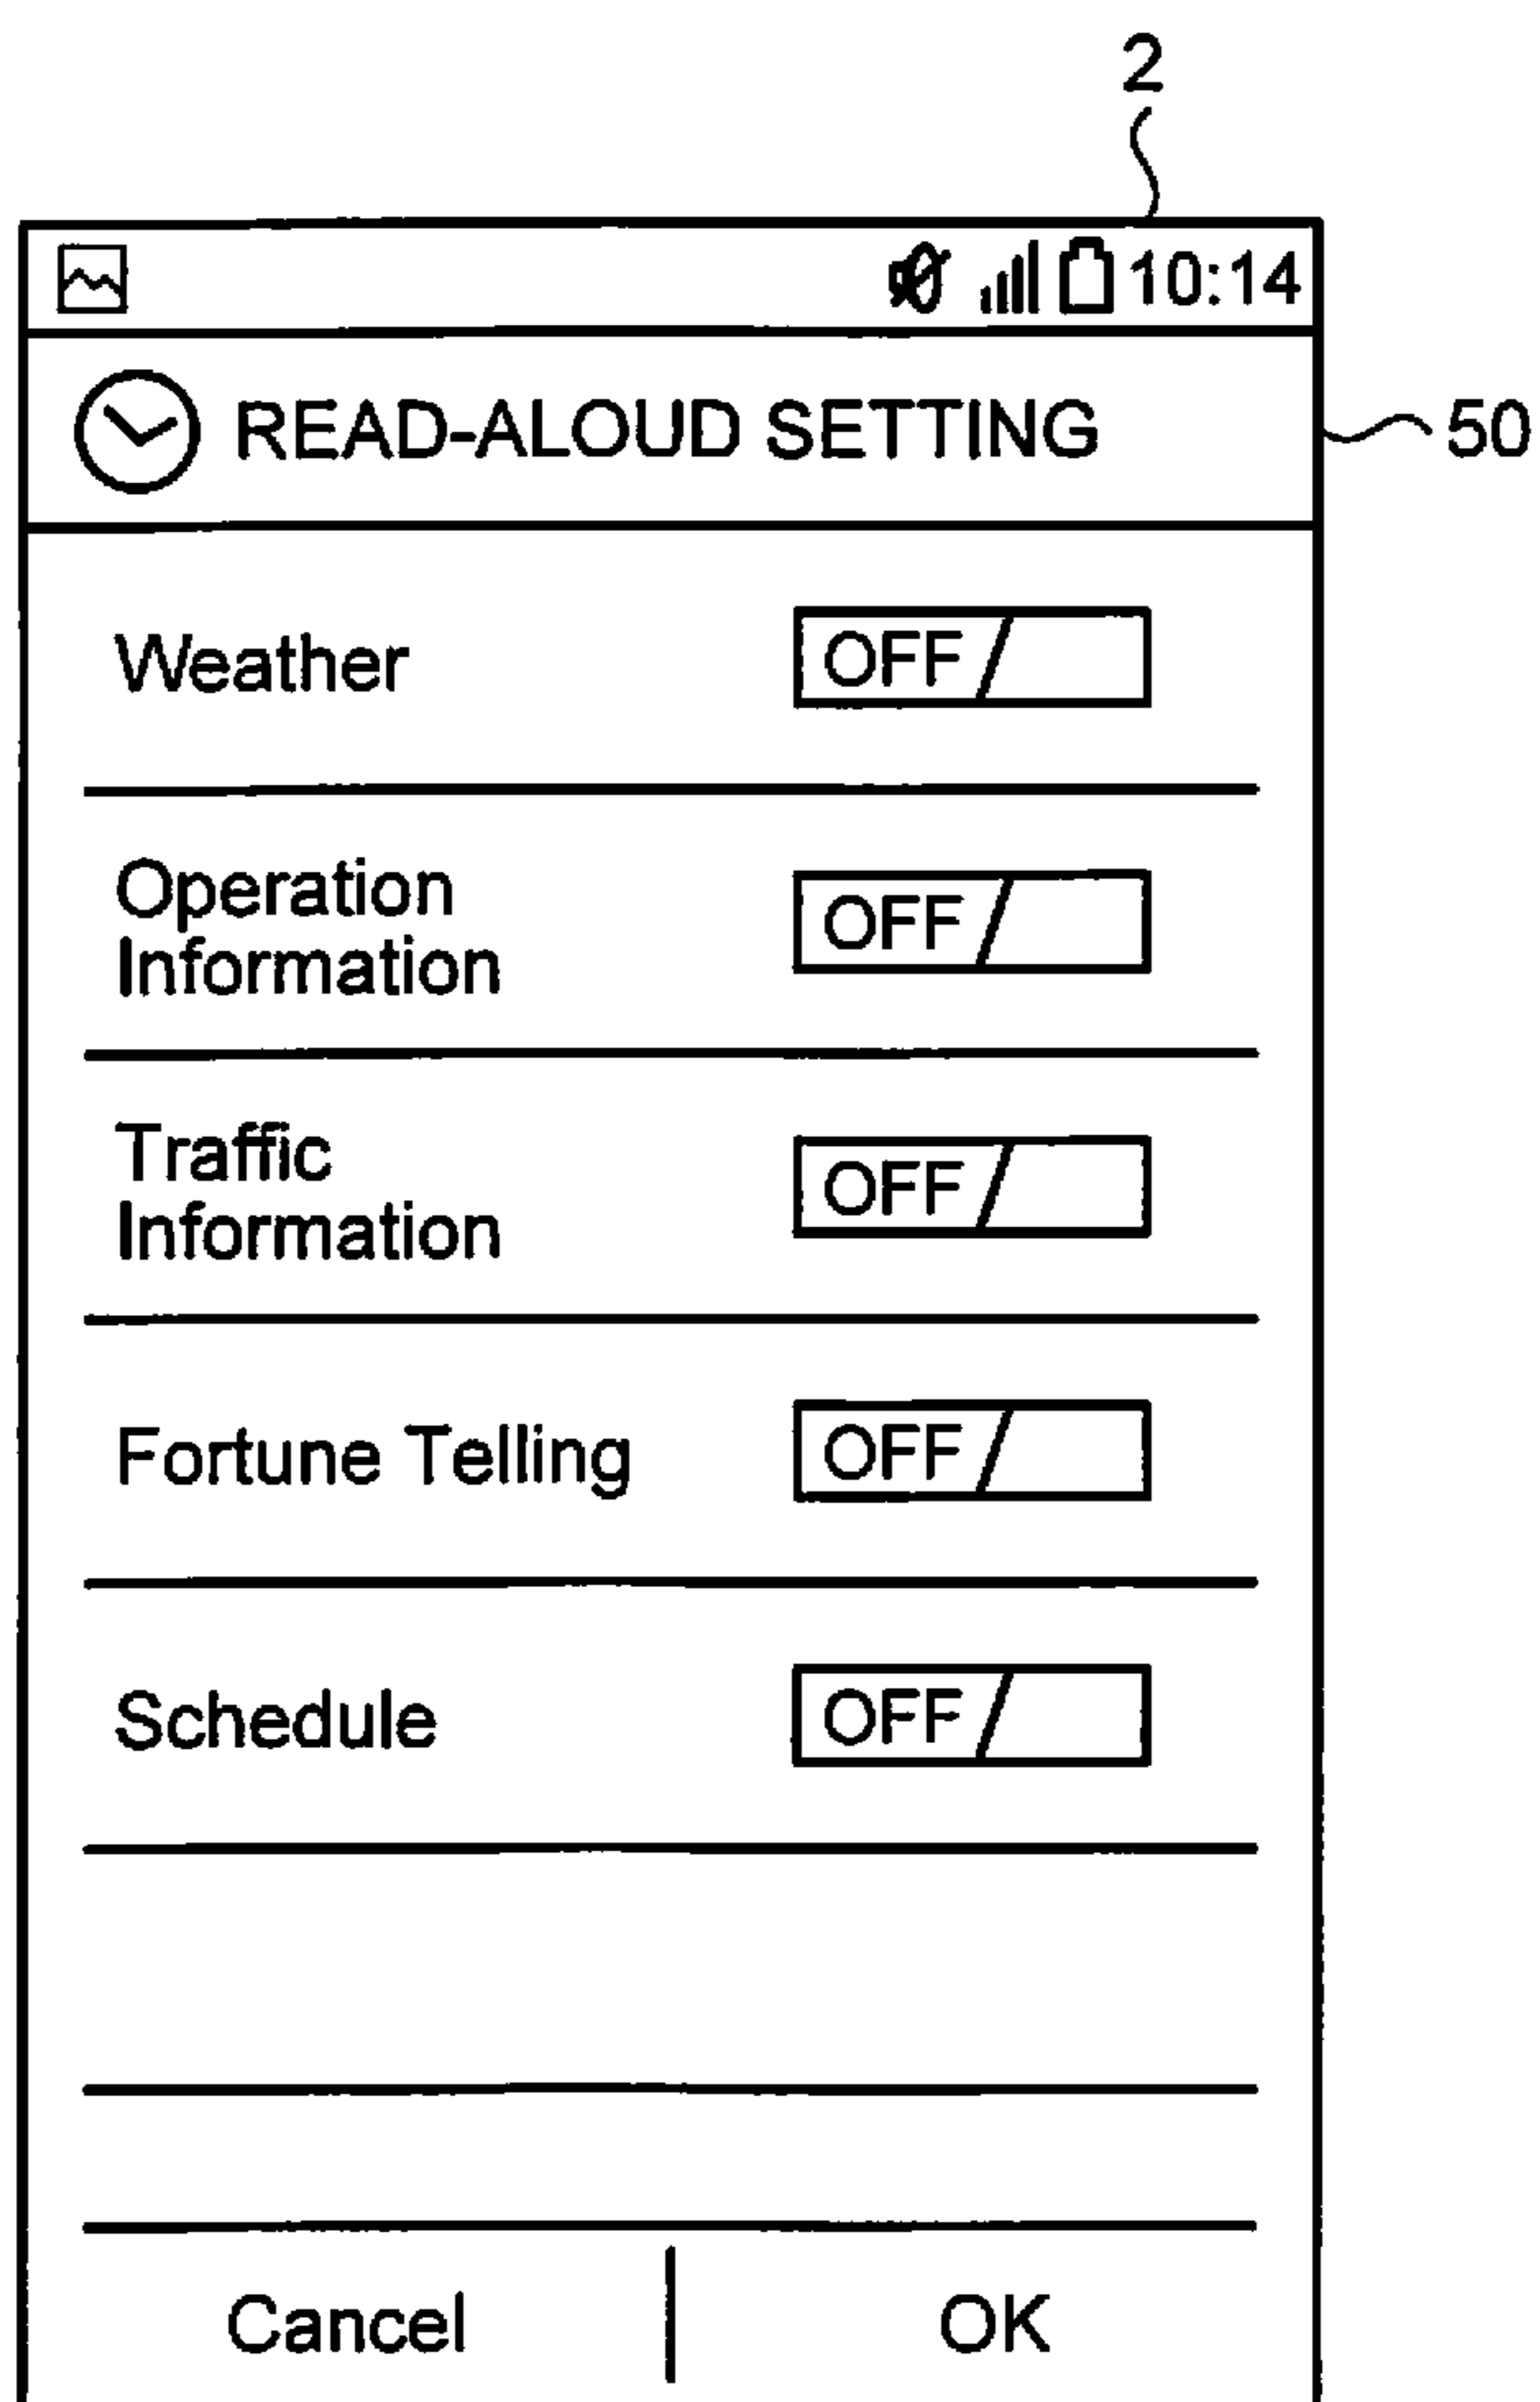 2
10:14
READ-ALOUD SETTING
50
Weather
OFF
Operation
Information
OFF
Traffic
Information
OFF
Fortune Telling
OFF
Schedule
OFF
Cancel
OK